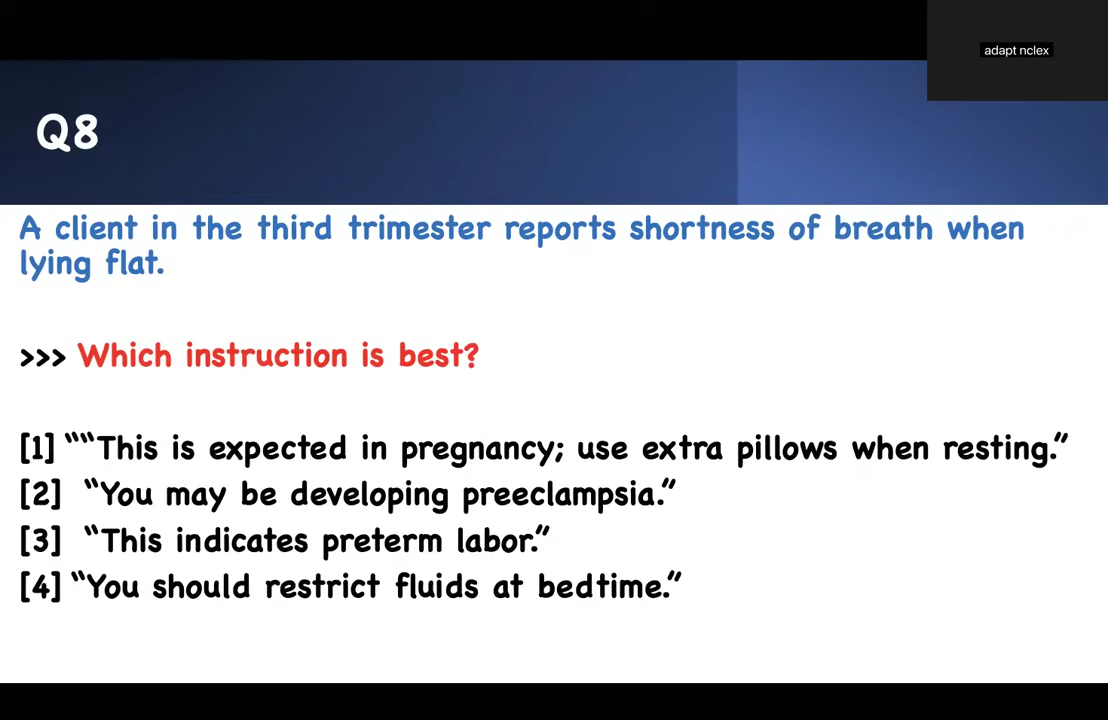 adapt nclex
Q8
A client in the third trimester reports shortness of breath when
lying flat.
>>> Which instruction is best?
[1] ““This is expected in pregnancy; use extra pillows when resting.”
[2] “You may be developing preeclampsia.”
[3] “This indicates preterm labor.”
[4] “You should restrict fluids at bedtime.”